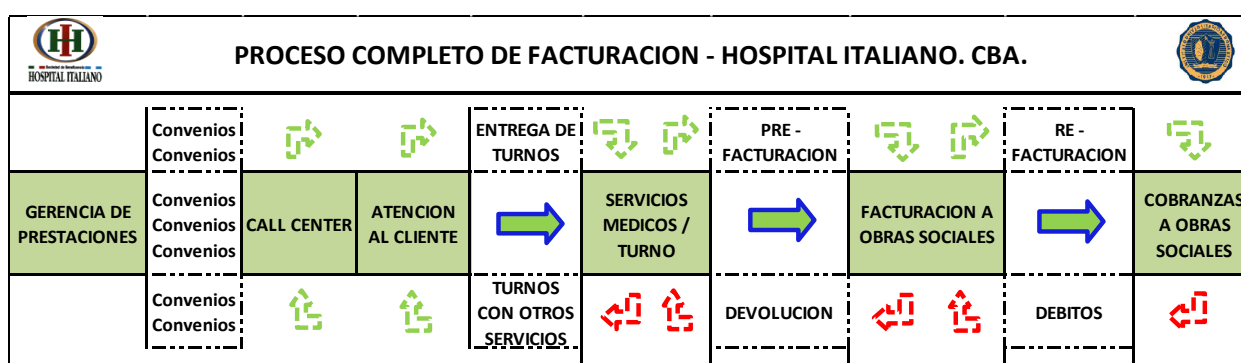 HOSPITAL ITALIANO
PROCESO COMPLETO DE FACTURACION - HOSPITAL ITALIANO. CBA.
Convenios
Convenios
ENTREGA DE
TURNOS
PRE -
FACTURACION
RE -
FACTURACION
GERENCIA DE
PRESTACIONES
Convenios
Convenios
Convenios
CALL CENTER
ATENCION
AL CLIENTE
SERVICIOS
MEDICOS /
TURNO
FACTURACION A
OBRAS SOCIALES
COBRANZAS
A OBRAS
SOCIALES
Convenios
Convenios
TURNOS
CON OTROS
SERVICIOS
DEVOLUCION
DEBITOS